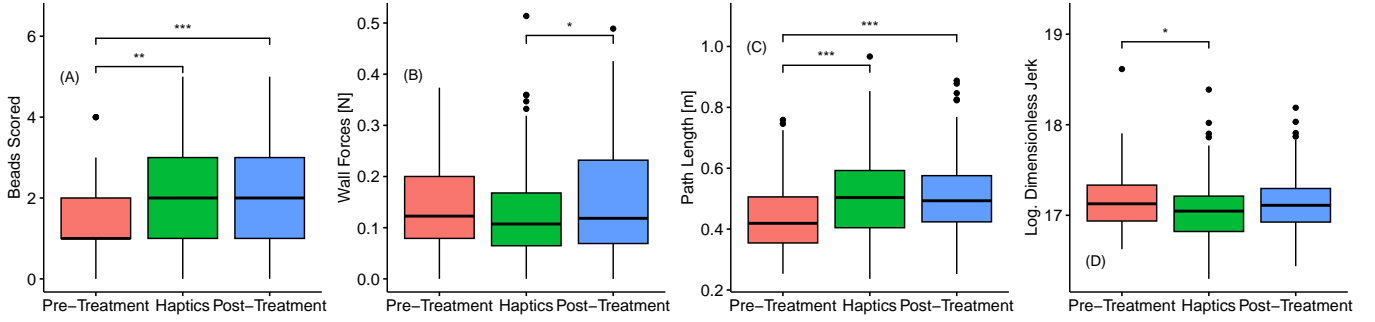 Beads Scored
6
4
2
0
(A)
**
***
Pre−Treatment Haptics Post−Treatment
Wall Forces [N]
0.5
0.4
0.3
0.2
0.1
0.0
(B)
*
Pre−Treatment Haptics Post−Treatment
Path Length [m]
1.0
0.8
0.6
0.4
0.2
(C)
***
***
Pre−Treatment Haptics Post−Treatment
Log. Dimensionless Jerk
19
18
17
(D)
*
Pre−Treatment Haptics Post−Treatment